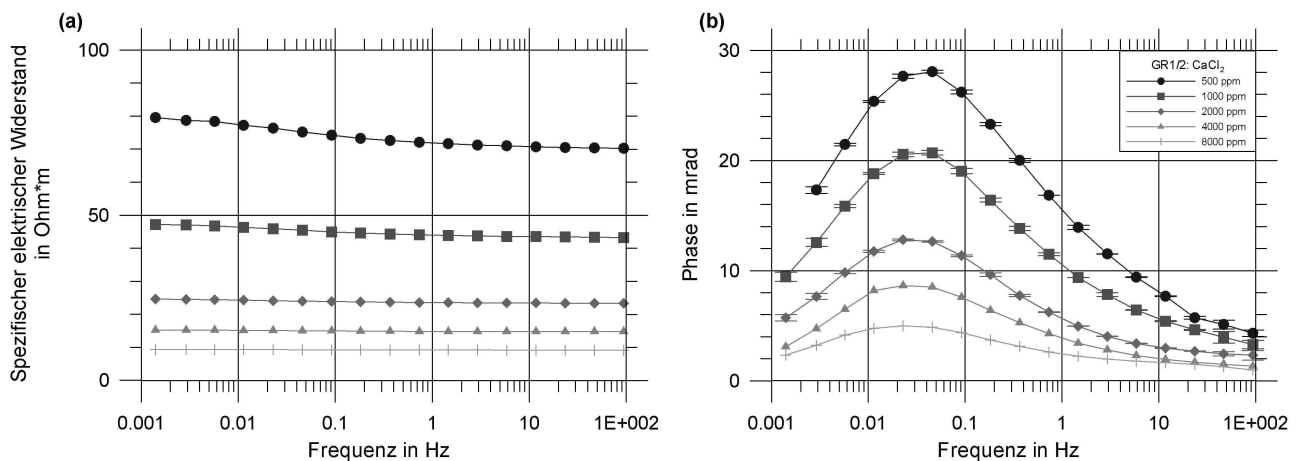 (a)
100
50
0
Spezifischer elektrischer Widerstand
in Ohm*m
0.001 0.01 0.1 1 10 1E+002
Frequenz in Hz
(b)
30
20
10
0
Phase in mrad
GR1/2: CaCl2
500 ppm
1000 ppm
2000 ppm
4000 ppm
8000 ppm
0.001 0.01 0.1 1 10 1E+002
Frequenz in Hz